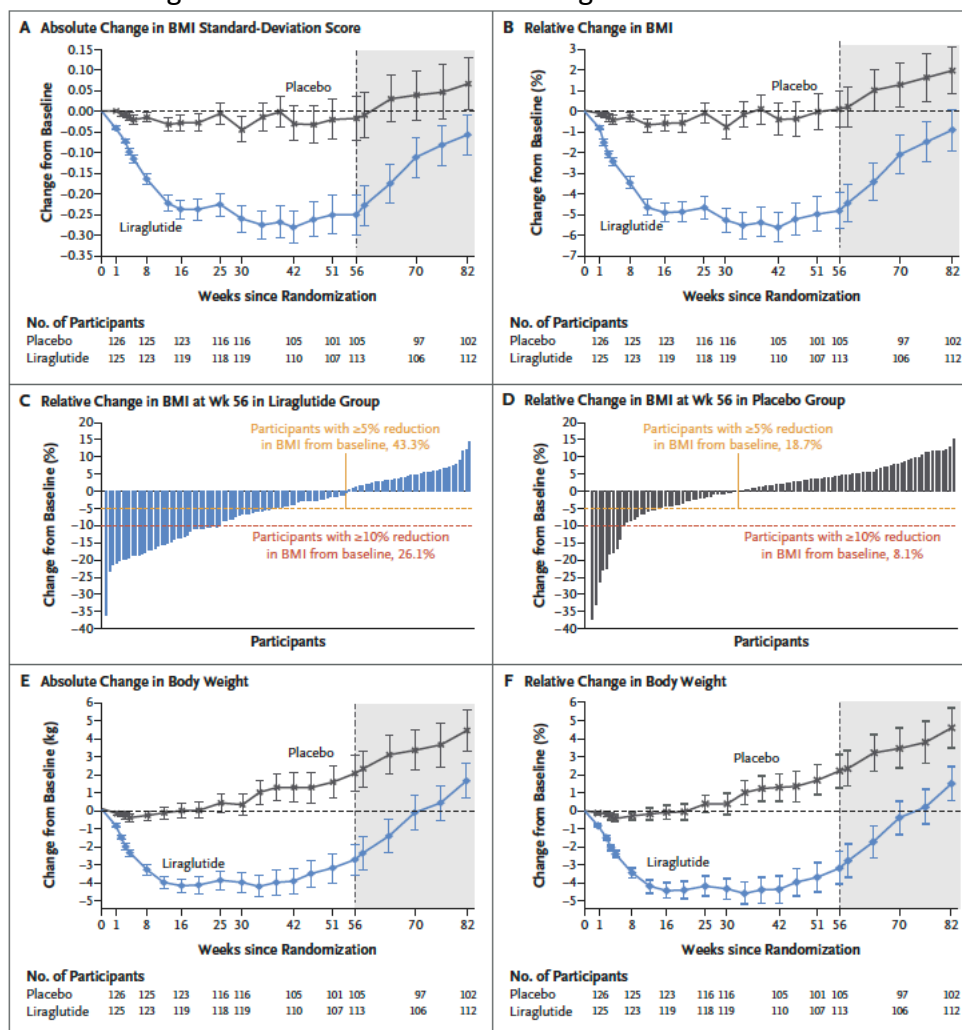 A Absolute Change in BMI Standard-Deviation Score
0.15
0.10
0.05
0.00
−0.05
−0.10
−0.15
−0.20
−0.25
−0.30
−0.35
Change from Baseline
Placebo
Liraglutide
0 1 8 16 25 30 42 51 56 70 82
Weeks since Randomization
No. of Participants
Placebo 126 125 123 116 116 105 101 105 97 102
Liraglutide 125 123 119 118 119 110 107 113 106 112
B Relative Change in BMI
3
2
1
0
−1
−2
−3
−4
−5
−6
−7
Change from Baseline (%)
Placebo
Liraglutide
0 1 8 16 25 30 42 51 56 70 82
Weeks since Randomization
No. of Participants
Placebo 126 125 123 116 116 105 101 105 97 102
Liraglutide 125 123 119 118 119 110 107 113 106 112
C Relative Change in BMI at Wk 56 in Liraglutide Group
20
15
10
5
0
−5
−10
−15
−20
−25
−30
−35
−40
Change from Baseline (%)
Participants with ≥5% reduction
in BMI from baseline, 43.3%
Participants with ≥10% reduction
in BMI from baseline, 26.1%
Participants
D Relative Change in BMI at Wk 56 in Placebo Group
20
15
10
5
0
−5
−10
−15
−20
−25
−30
−35
−40
Change from Baseline (%)
Participants with ≥5% reduction
in BMI from baseline, 18.7%
Participants with ≥10% reduction
in BMI from baseline, 8.1%
Participants
E Absolute Change in Body Weight
6
5
4
3
2
1
0
−1
−2
−3
−4
−5
Change from Baseline (kg)
Placebo
Liraglutide
0 1 8 16 25 30 42 51 56 70 82
Weeks since Randomization
No. of Participants
Placebo 126 125 123 116 116 105 101 105 97 102
Liraglutide 125 123 119 118 119 110 107 113 106 112
F Relative Change in Body Weight
6
5
4
3
2
1
0
−1
−2
−3
−4
−5
Change from Baseline (%)
Placebo
Liraglutide
0 1 8 16 25 30 42 51 56 70 82
Weeks since Randomization
No. of Participants
Placebo 126 125 123 116 116 105 101 105 97 102
Liraglutide 125 123 119 118 119 110 107 113 106 112